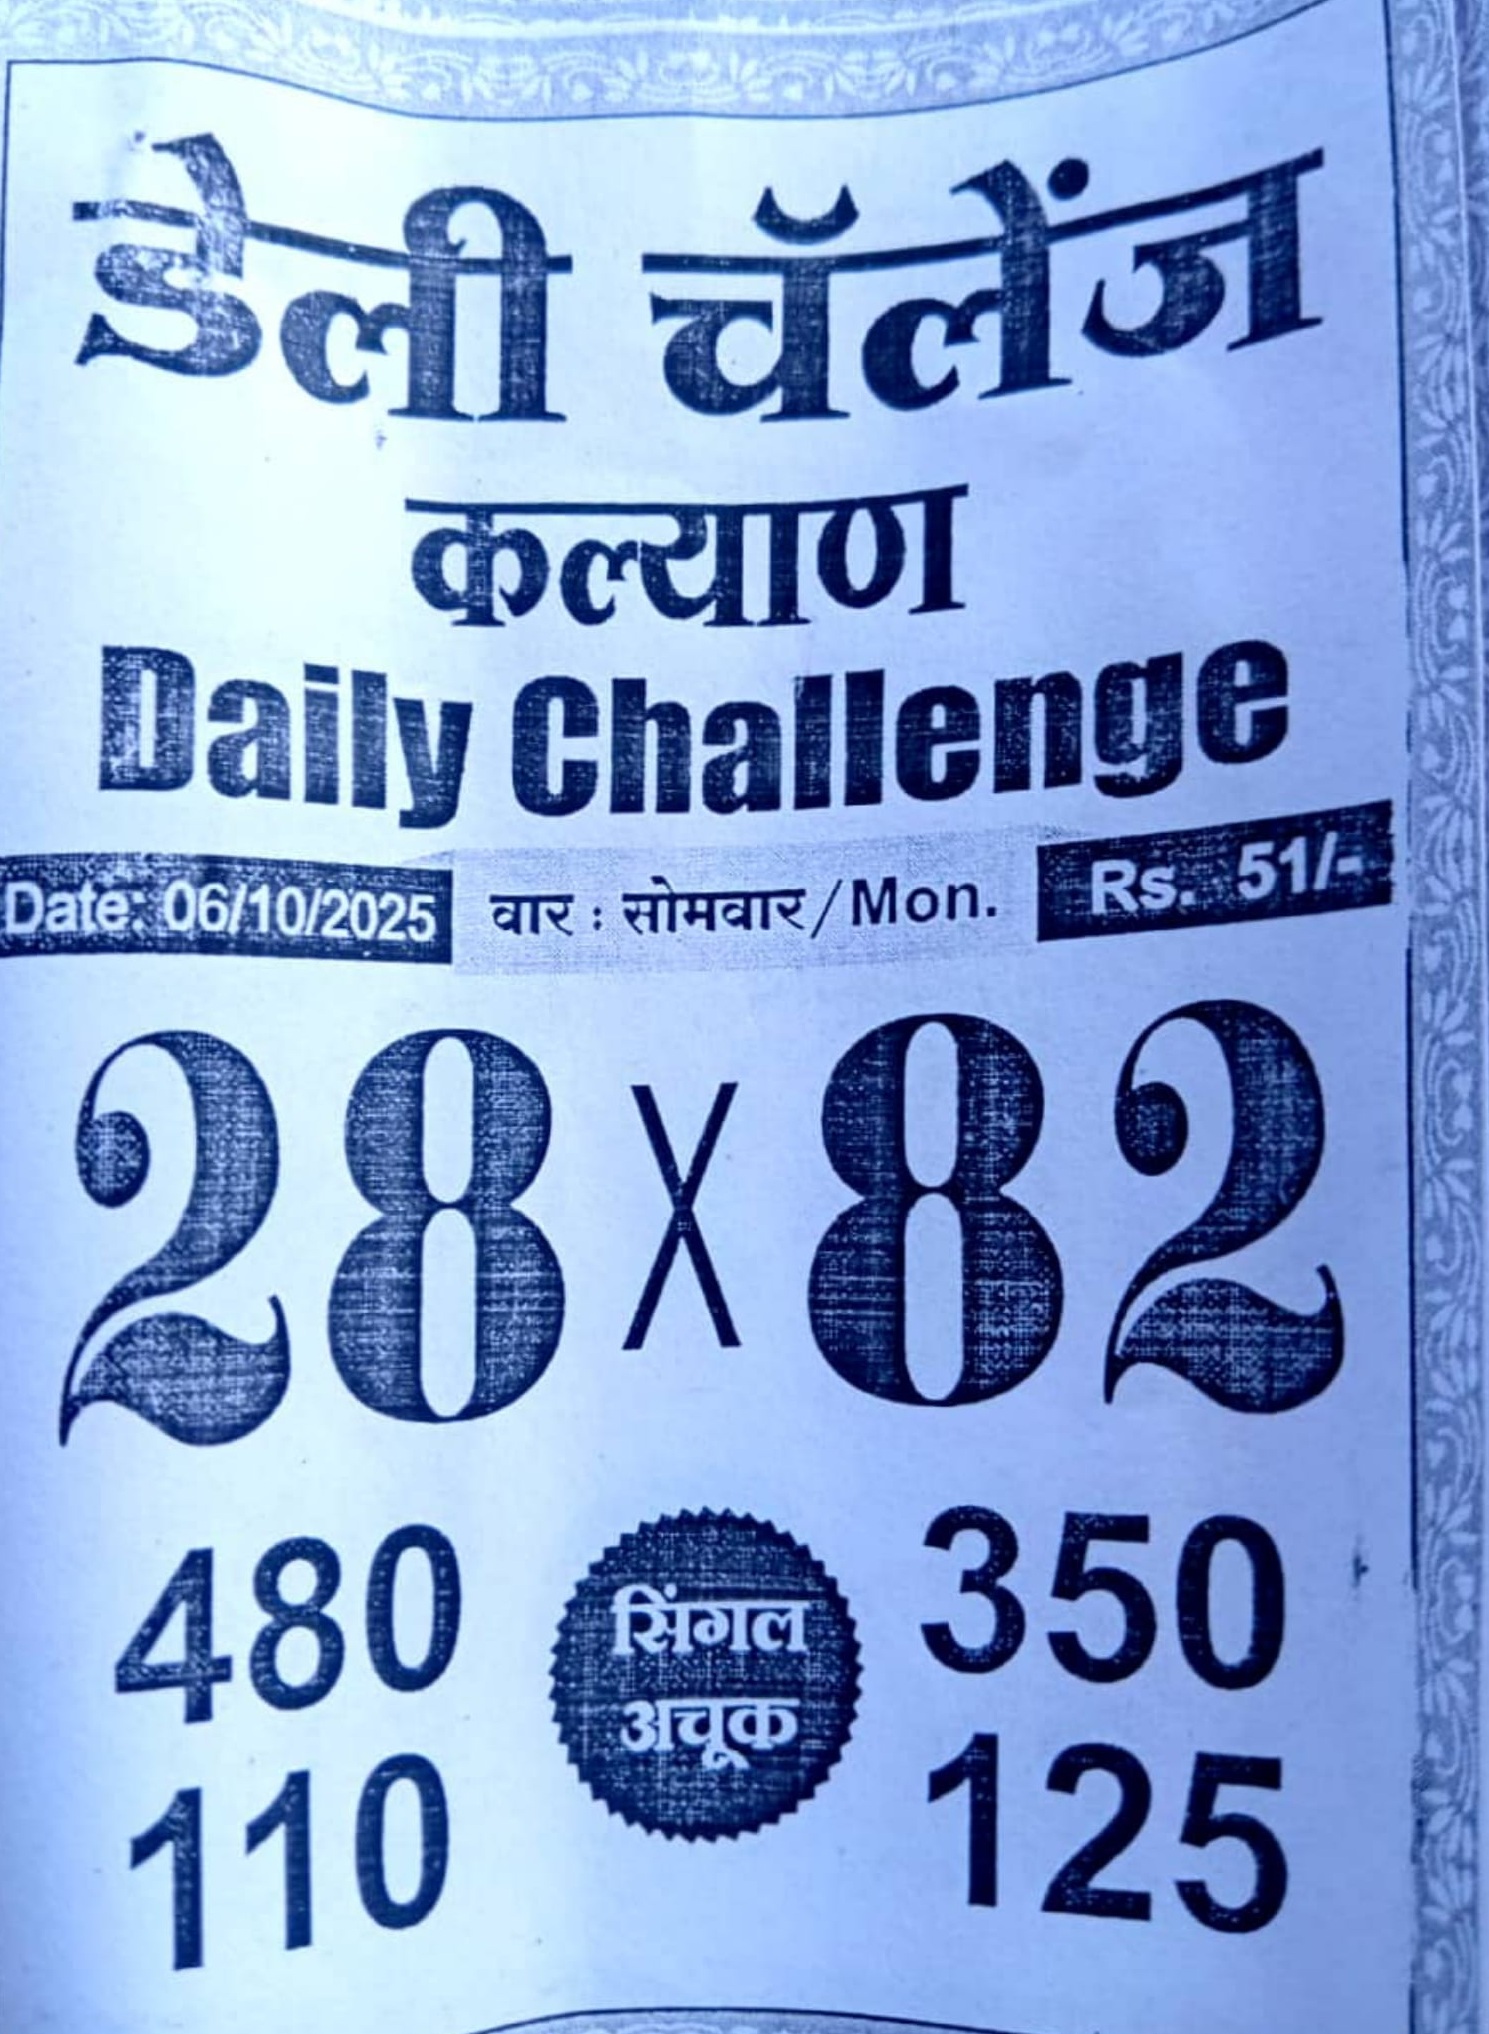 डेली चॅलेंज
कल्याण
Daily Challenge
Date: 06/10/2025 वार : सोमवार/Mon. Rs. 51/-
28 X 82
480 350
सिंगल
अचूक
110 125